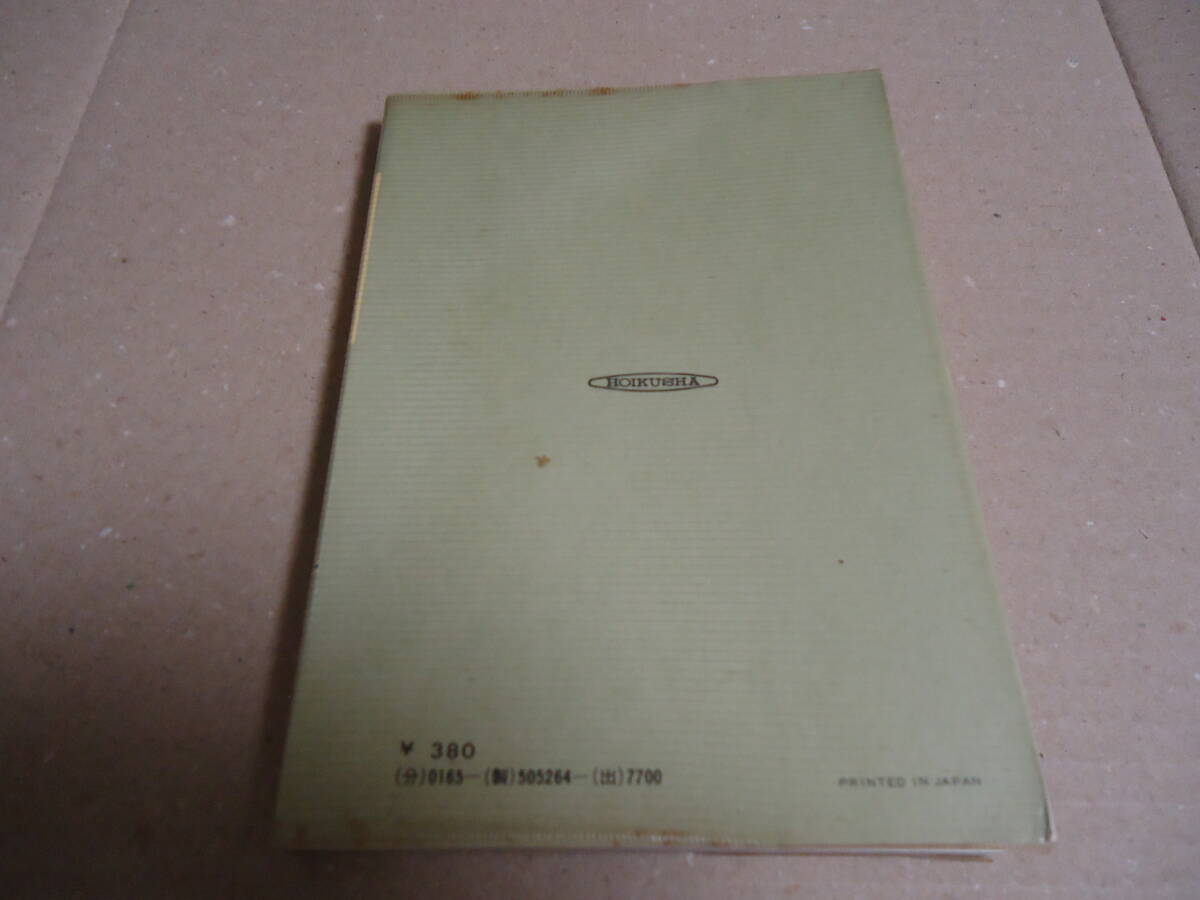 HOIKUSHA
¥ 380
(分)0165—(製)505264—(出)7700
PRINTED IN JAPAN